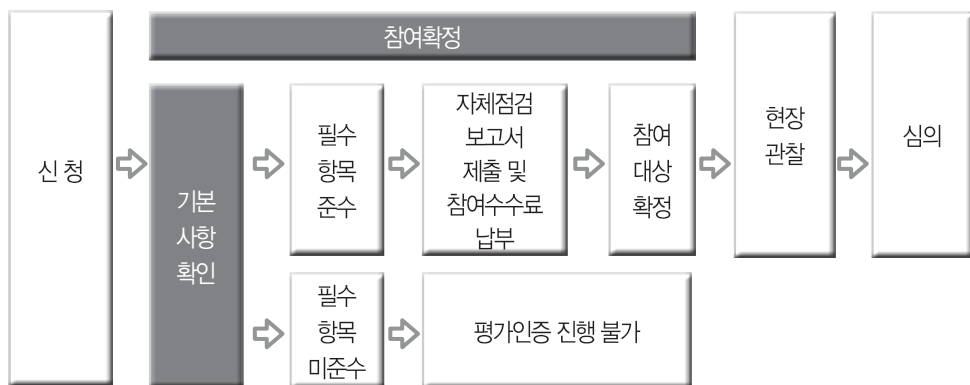 참여확정
신 청
기본
사항
확인
필수
항목
준수
자체점검
보고서
제출 및
참여수수료
납부
참여
대상
확정
현장
관찰
심의
필수
항목
미준수
평가인증 진행 불가